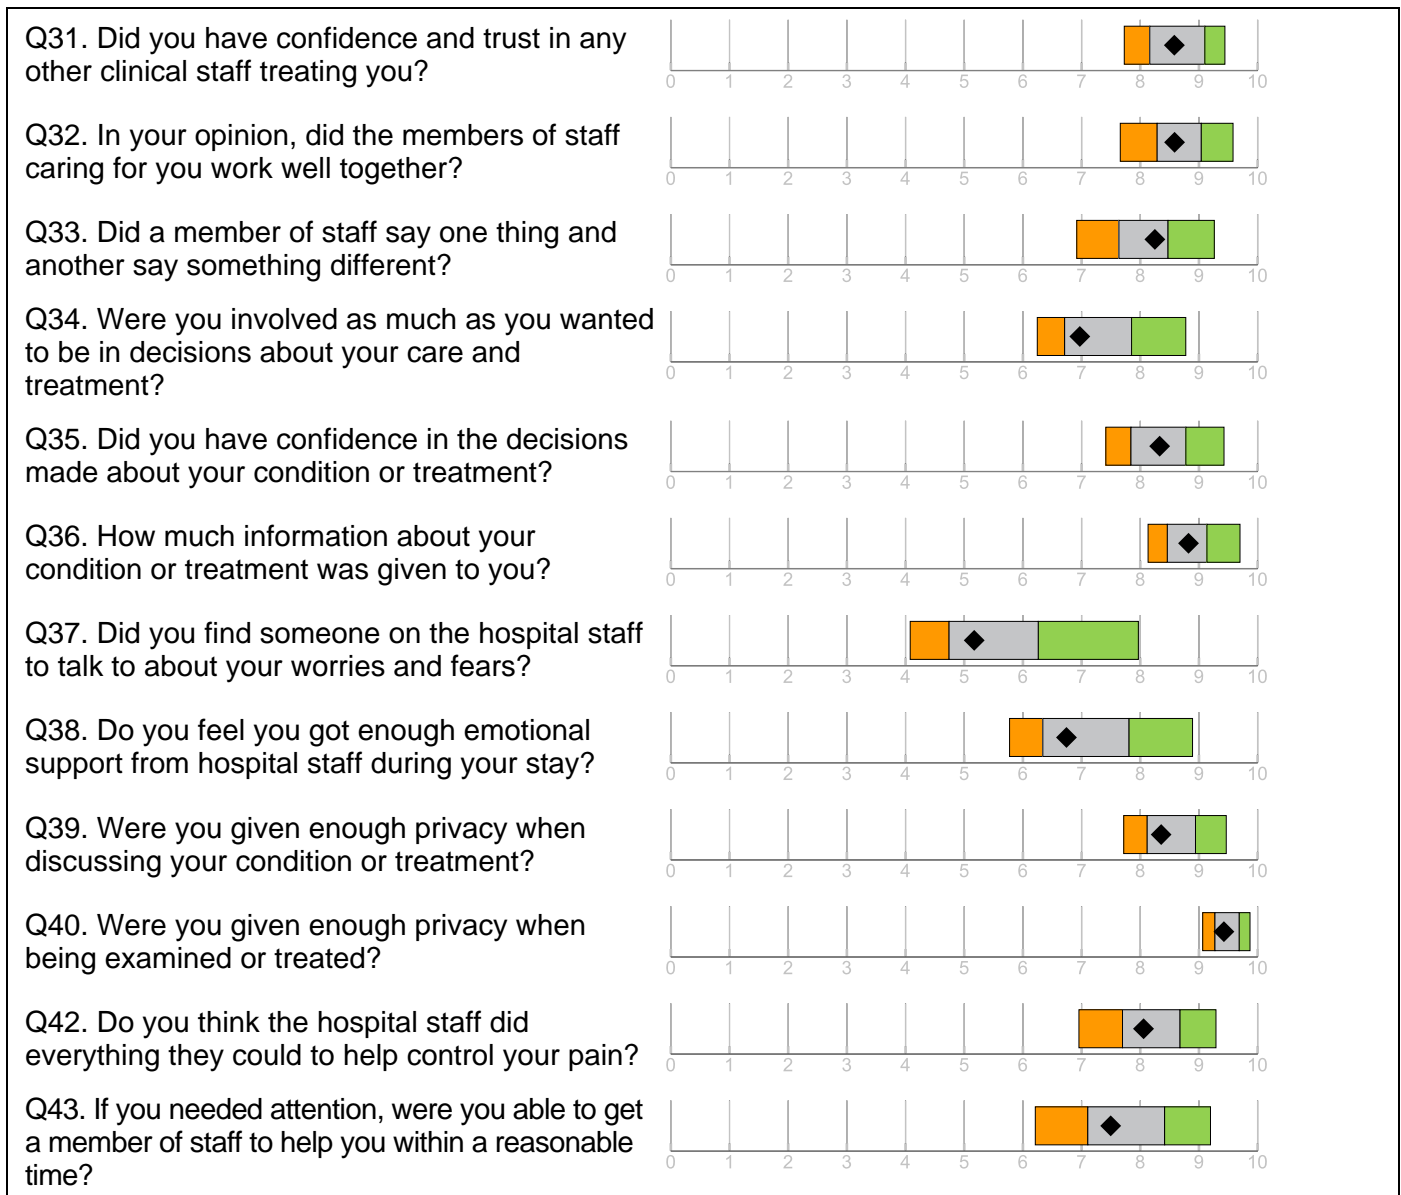 Q31. Did you have confidence and trust in any
other clinical staff treating you?
0 1 2 3 4 5 6 7 8 9 10
Q32. In your opinion, did the members of staff
caring for you work well together?
0 1 2 3 4 5 6 7 8 9 10
Q33. Did a member of staff say one thing and
another say something different?
0 1 2 3 4 5 6 7 8 9 10
Q34. Were you involved as much as you wanted
to be in decisions about your care and
treatment?
0 1 2 3 4 5 6 7 8 9 10
Q35. Did you have confidence in the decisions
made about your condition or treatment?
0 1 2 3 4 5 6 7 8 9 10
Q36. How much information about your
condition or treatment was given to you?
0 1 2 3 4 5 6 7 8 9 10
Q37. Did you find someone on the hospital staff
to talk to about your worries and fears?
0 1 2 3 4 5 6 7 8 9 10
Q38. Do you feel you got enough emotional
support from hospital staff during your stay?
0 1 2 3 4 5 6 7 8 9 10
Q39. Were you given enough privacy when
discussing your condition or treatment?
0 1 2 3 4 5 6 7 8 9 10
Q40. Were you given enough privacy when
being examined or treated?
0 1 2 3 4 5 6 7 8 9 10
Q42. Do you think the hospital staff did
everything they could to help control your pain?
0 1 2 3 4 5 6 7 8 9 10
Q43. If you needed attention, were you able to get
a member of staff to help you within a reasonable
time?
0 1 2 3 4 5 6 7 8 9 10